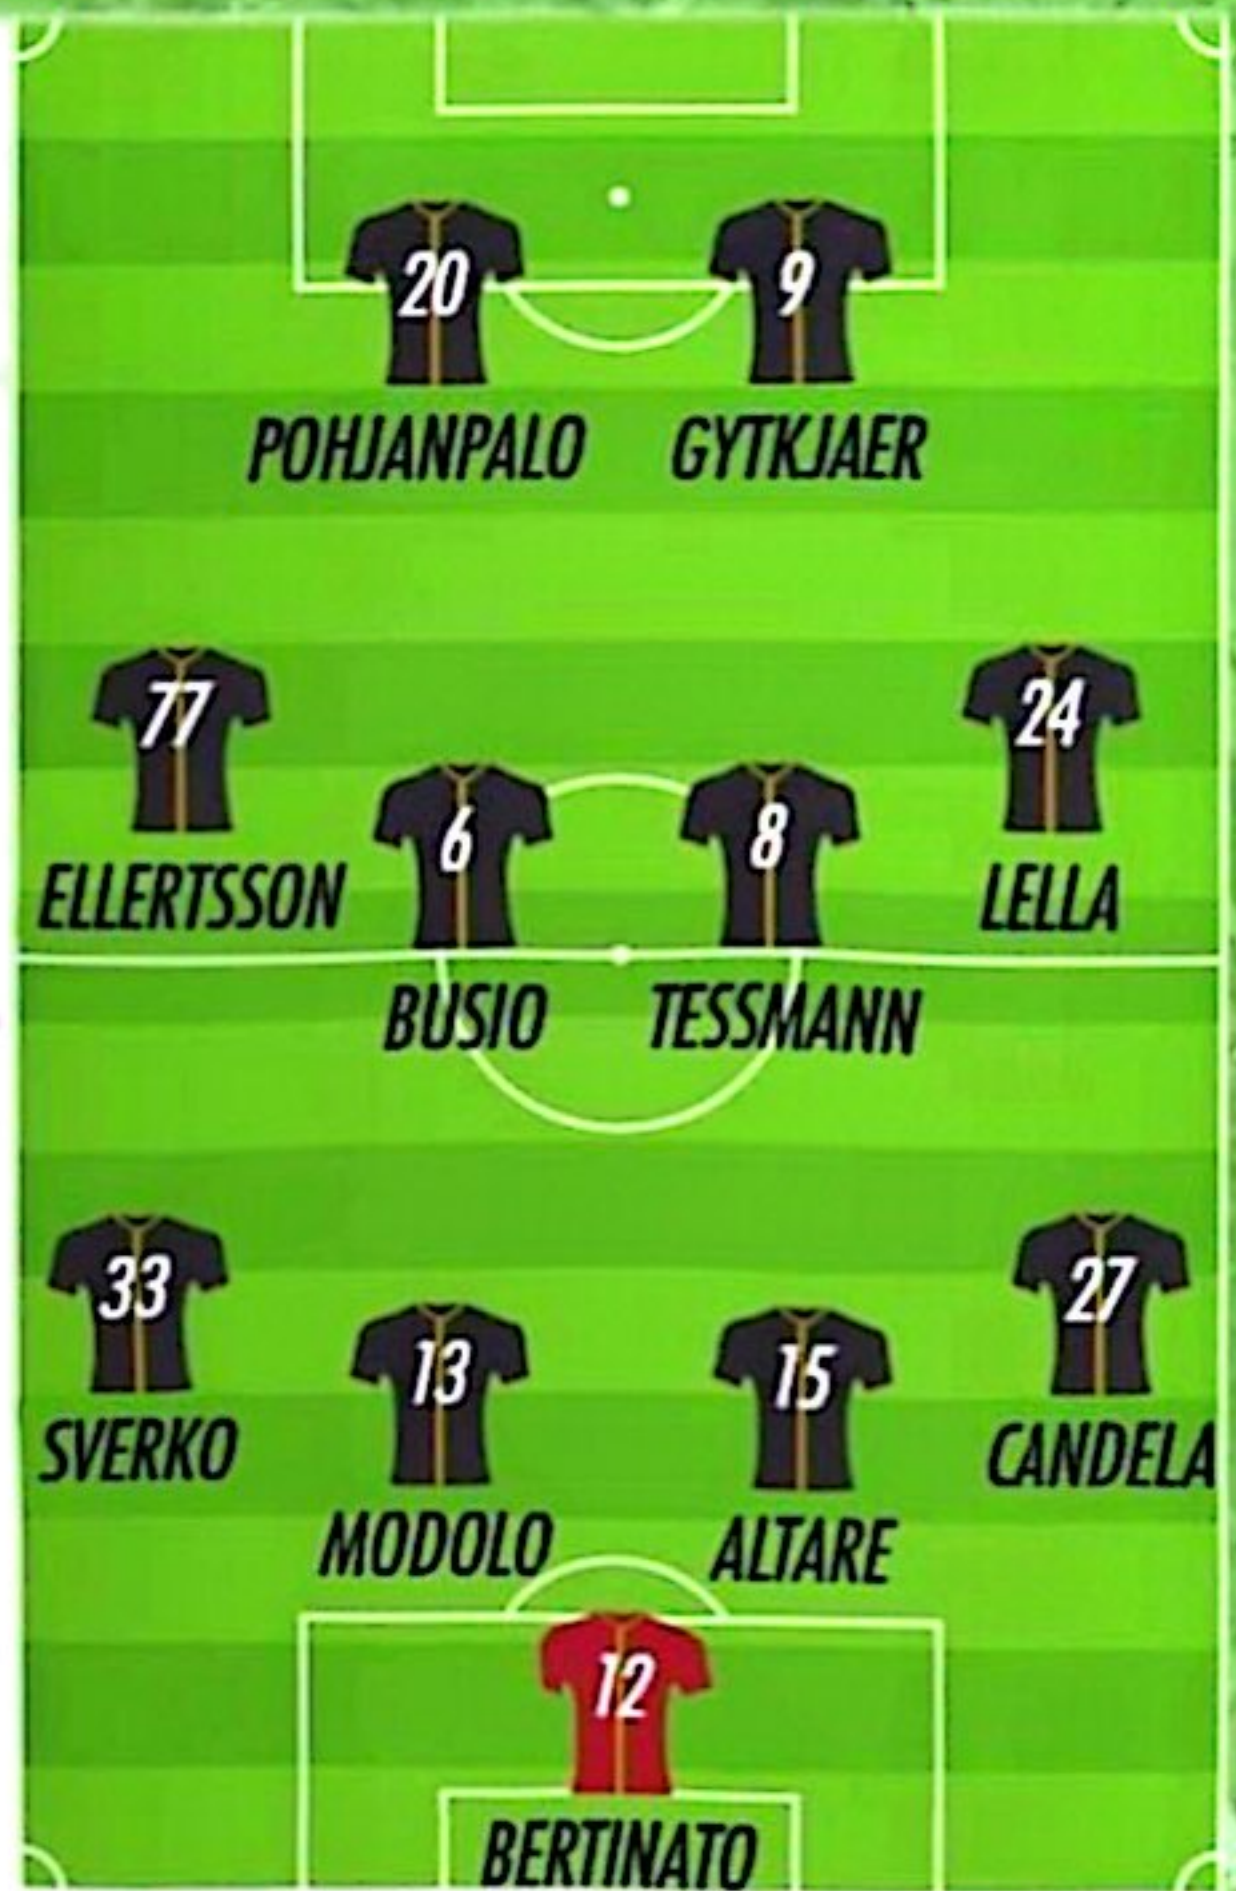 20 9
POHJANPALO GYTKJAER
77 24
6 8
ELLERTSSON LELLA
BUSIO TESSMANN
33 27
13 15
SVERKO CANDELA
MODOLO ALTARE
12
BERTINATO